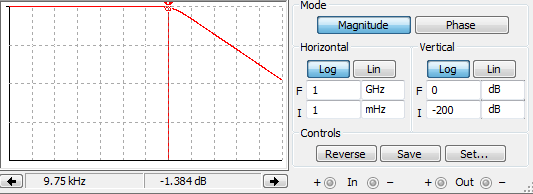 Mode
Magnitude Phase
Horizontal Vertical
Log Lin Log Lin
F 1 GHz F 0 dB
I 1 mHz I -200 dB
Controls
Reverse Save Set...
9.75 kHz -1.384 dB + In − + Out −